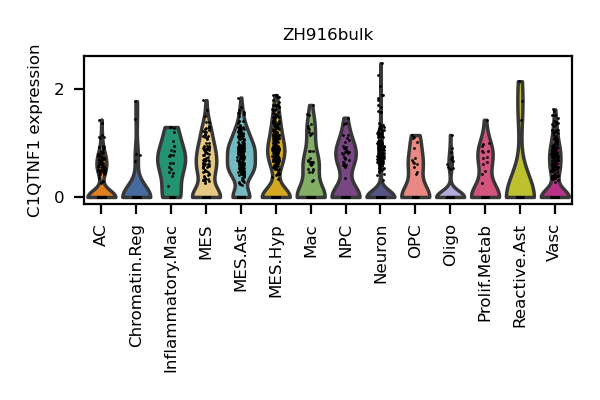 ZH916bulk
C1QTNF1 expression
2
0
AC
Chromatin.Reg
Inflammatory.Mac
MES
MES.Ast
MES.Hyp
Mac
NPC
Neuron
OPC
Oligo
Prolif.Metab
Reactive.Ast
Vasc